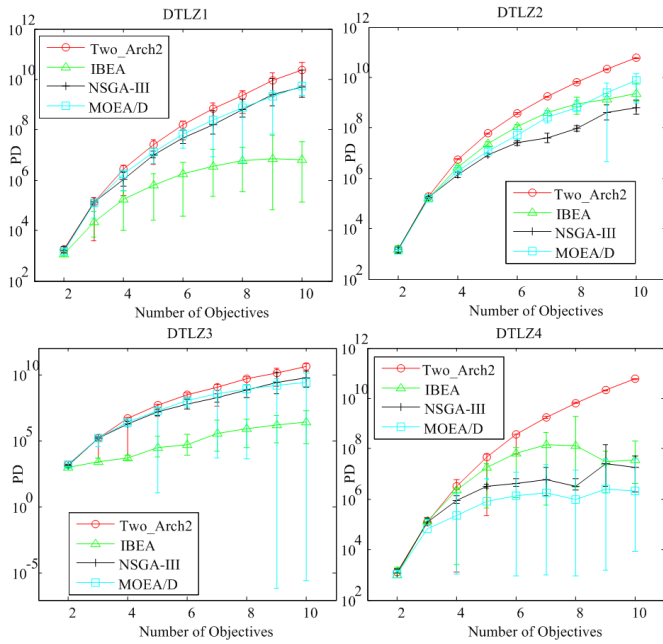 DTLZ1
10^12
10^10
10^8
10^6
10^4
10^2
PD
Two_Arch2
IBEA
NSGA-III
MOEA/D
2 4 6 8 10
Number of Objectives
DTLZ2
10^12
10^10
10^8
10^6
10^4
10^2
PD
Two_Arch2
IBEA
NSGA-III
MOEA/D
2 4 6 8 10
Number of Objectives
DTLZ3
10^10
10^5
10^0
10^-5
PD
Two_Arch2
IBEA
NSGA-III
MOEA/D
2 4 6 8 10
Number of Objectives
DTLZ4
10^12
10^10
10^8
10^6
10^4
10^2
PD
Two_Arch2
IBEA
NSGA-III
MOEA/D
2 4 6 8 10
Number of Objectives